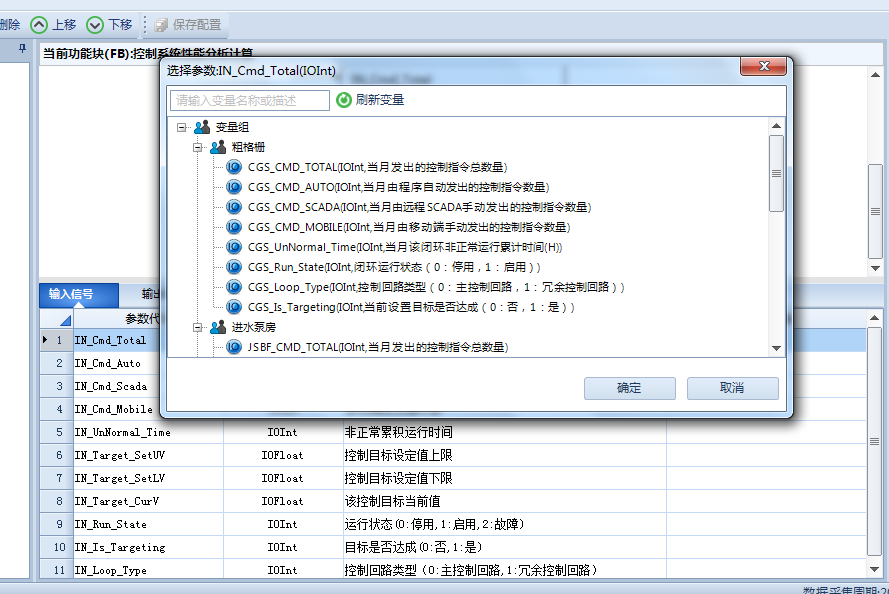 删除 上移 下移 保存配置
当前功能块(FB):控制系统性能分析计算
选择参数:IN_Cmd_Total(IOInt)
请输入变量名称或描述 刷新变量
变量组
粗格栅
CGS_CMD_TOTAL(IOInt,当月发出的控制指令总数量)
CGS_CMD_AUTO(IOInt,当月由程序自动发出的控制指令数量)
CGS_CMD_SCADA(IOInt,当月由远程SCADA手动发出的控制指令数量)
CGS_CMD_MOBILE(IOInt,当月由移动端手动发出的控制指令数量)
CGS_UnNormal_Time(IOInt,当月该闭环非正常运行累计时间(H))
CGS_Run_State(IOInt,闭环运行状态（0：停用，1：启用）)
CGS_Loop_Type(IOInt,控制回路类型（0：主控制回路，1：冗余控制回路）)
CGS_Is_Targeting(IOInt,当前设置目标是否达成（0：否，1：是）)
进水泵房
JSBF_CMD_TOTAL(IOInt,当月发出的控制指令总数量)
确定 取消
输入信号 输出
参数代
1 IN_Cmd_Total
2 IN_Cmd_Auto
3 IN_Cmd_Scada
4 IN_Cmd_Mobile
5 IN_UnNormal_Time IOInt 非正常累积运行时间
6 IN_Target_SetUV IOFloat 控制目标设定值上限
7 IN_Target_SetLV IOFloat 控制目标设定值下限
8 IN_Target_CurV IOFloat 该控制目标当前值
9 IN_Run_State IOInt 运行状态(0:停用,1:启用,2:故障)
10 IN_Is_Targeting IOInt 目标是否达成(0:否,1:是)
11 IN_Loop_Type IOInt 控制回路类型（0:主控制回路,1:冗余控制回路）
数据采集周期:2